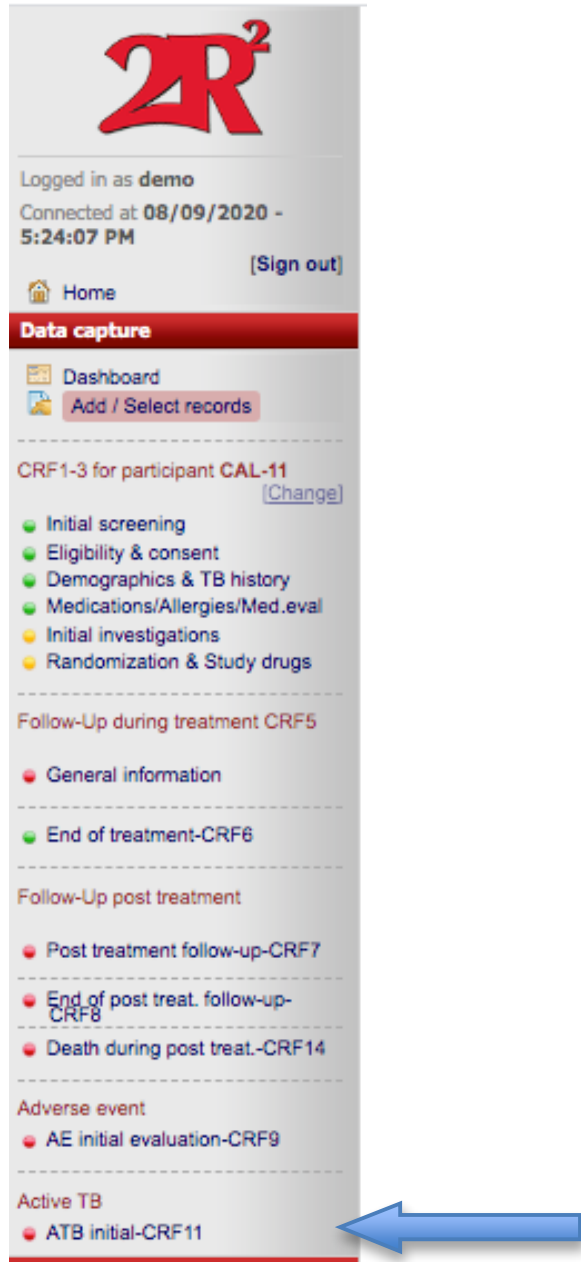 2R²
Logged in as demo
Connected at 08/09/2020 -
5:24:07 PM
[Sign out]
Home
Data capture
Dashboard
Add / Select records
CRF1-3 for participant CAL-11
[Change]
Initial screening
Eligibility & consent
Demographics & TB history
Medications/Allergies/Med.eval
Initial investigations
Randomization & Study drugs
Follow-Up during treatment CRF5
General information
End of treatment-CRF6
Follow-Up post treatment
Post treatment follow-up-CRF7
End of post treat. follow-up-
CRF8
Death during post treat.-CRF14
Adverse event
AE initial evaluation-CRF9
Active TB
ATB initial-CRF11